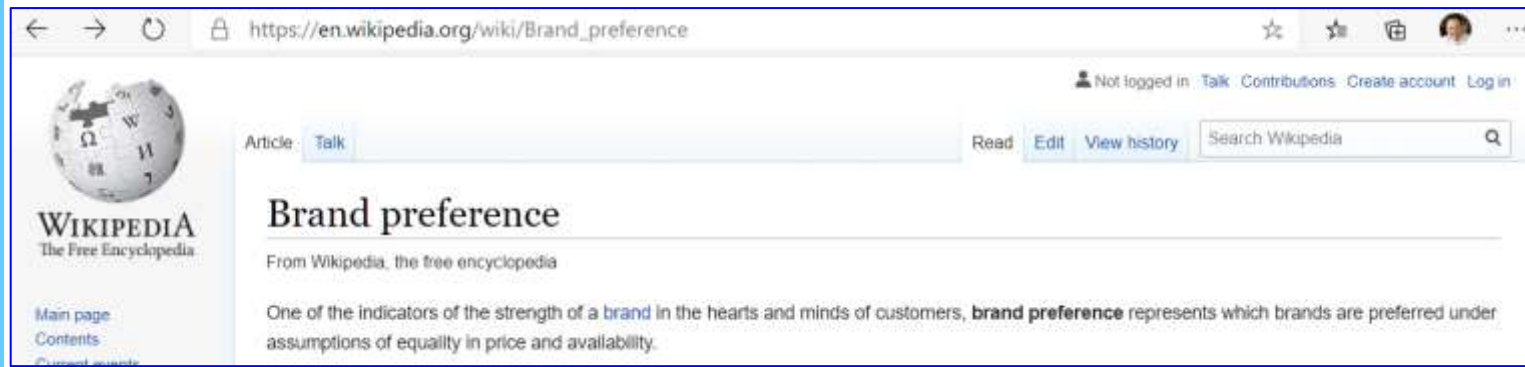 https://en.wikipedia.org/wiki/Brand_preference
Not logged in Talk Contributions Create account Log in
Article Talk Read Edit View history Search Wikipedia
WIKIPEDIA
The Free Encyclopedia
Brand preference
From Wikipedia, the free encyclopedia
One of the indicators of the strength of a brand in the hearts and minds of customers, brand preference represents which brands are preferred under
assumptions of equality in price and availability.
Main page
Contents
Current events